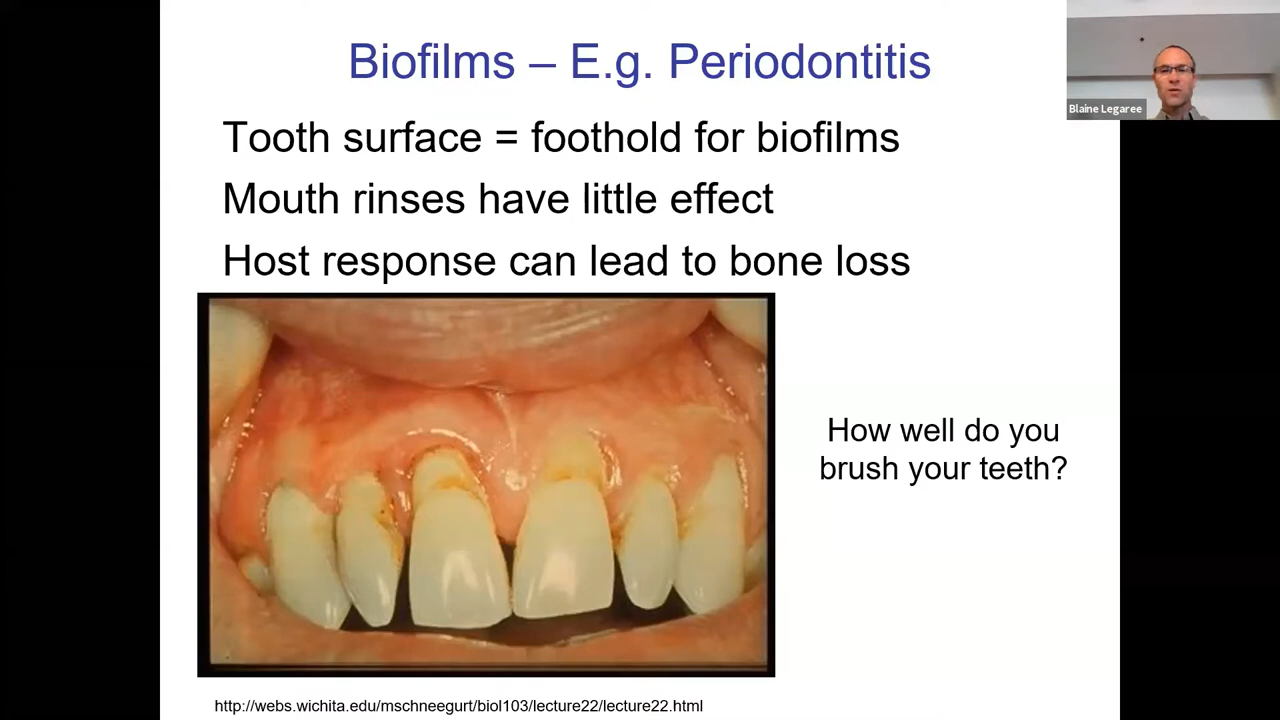 Biofilms – E.g. Periodontitis
Blaine Legaree
Tooth surface = foothold for biofilms
Mouth rinses have little effect
Host response can lead to bone loss
How well do you
brush your teeth?
http://webs.wichita.edu/mschneegurt/biol103/lecture22/lecture22.html